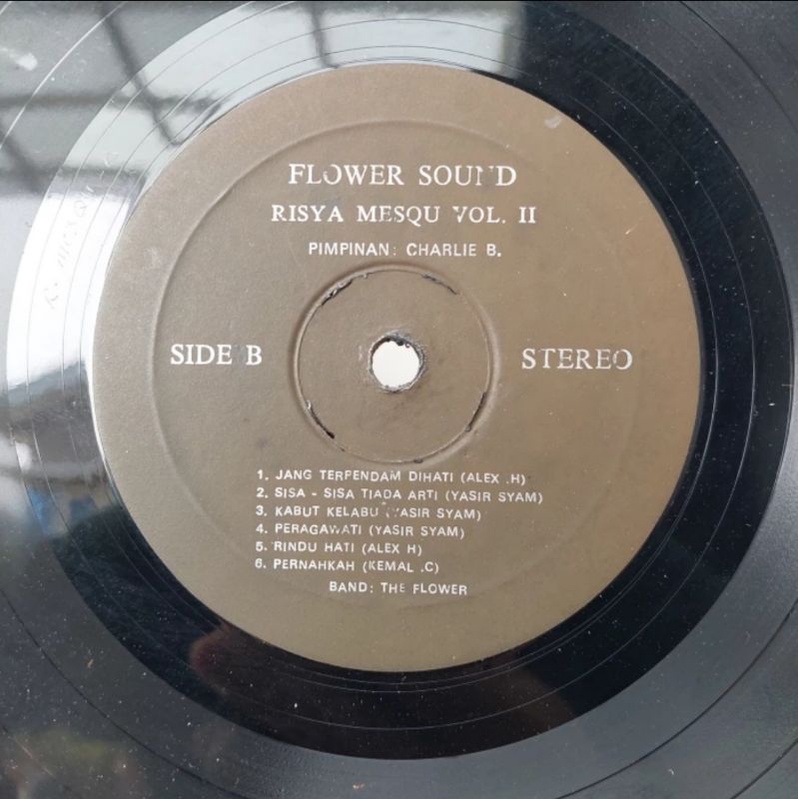 FLOWER SOUND
RISYA MESQU VOL. II
PIMPINAN: CHARLIE B.
SIDE B
STEREO
1. JANG TERPENDAM DIHATI (ALEX .H)
2. SISA - SISA TIADA ARTI (YASIR SYAM)
3. KABUT KELABU (YASIR SYAM)
4. PERAGAWATI (YASIR SYAM)
5. RINDU HATI (ALEX H)
6. PERNAHKAH (KEMAL .C)
BAND: THE FLOWER